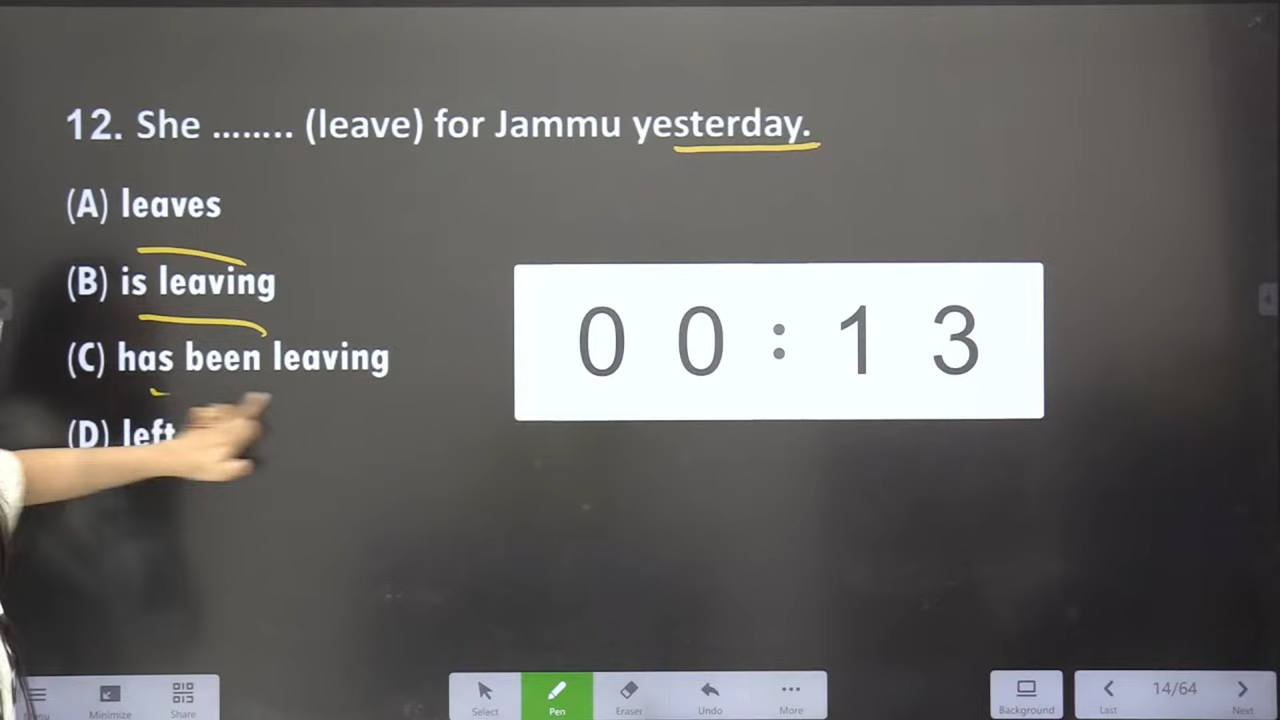 12. She ........ (leave) for Jammu yesterday.
(A) leaves
(B) is leaving
(C) has been leaving
(D) left
00:13
Minimize
Share
Select
Pen
Eraser
Undo
More
Background
Last
14/64
Next